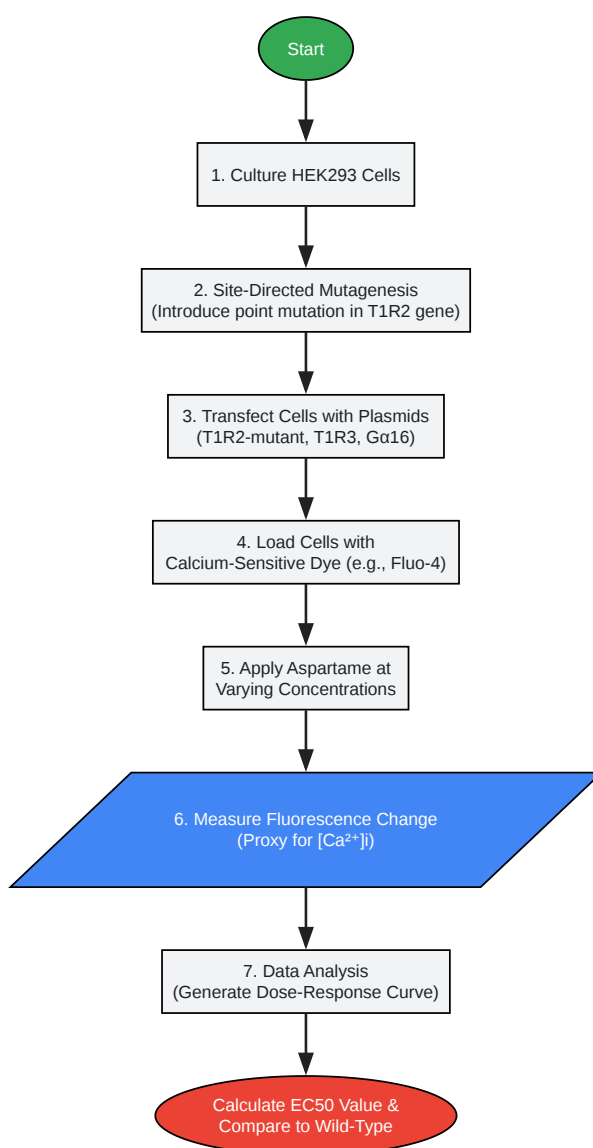 Start
1. Culture HEK293 Cells
2. Site-Directed Mutagenesis
(Introduce point mutation in T1R2 gene)
3. Transfect Cells with Plasmids
(T1R2-mutant, T1R3, Gα16)
4. Load Cells with
Calcium-Sensitive Dye (e.g., Fluo-4)
5. Apply Aspartame at
Varying Concentrations
6. Measure Fluorescence Change
(Proxy for [Ca²⁺]i)
7. Data Analysis
(Generate Dose-Response Curve)
Calculate EC50 Value &
Compare to Wild-Type